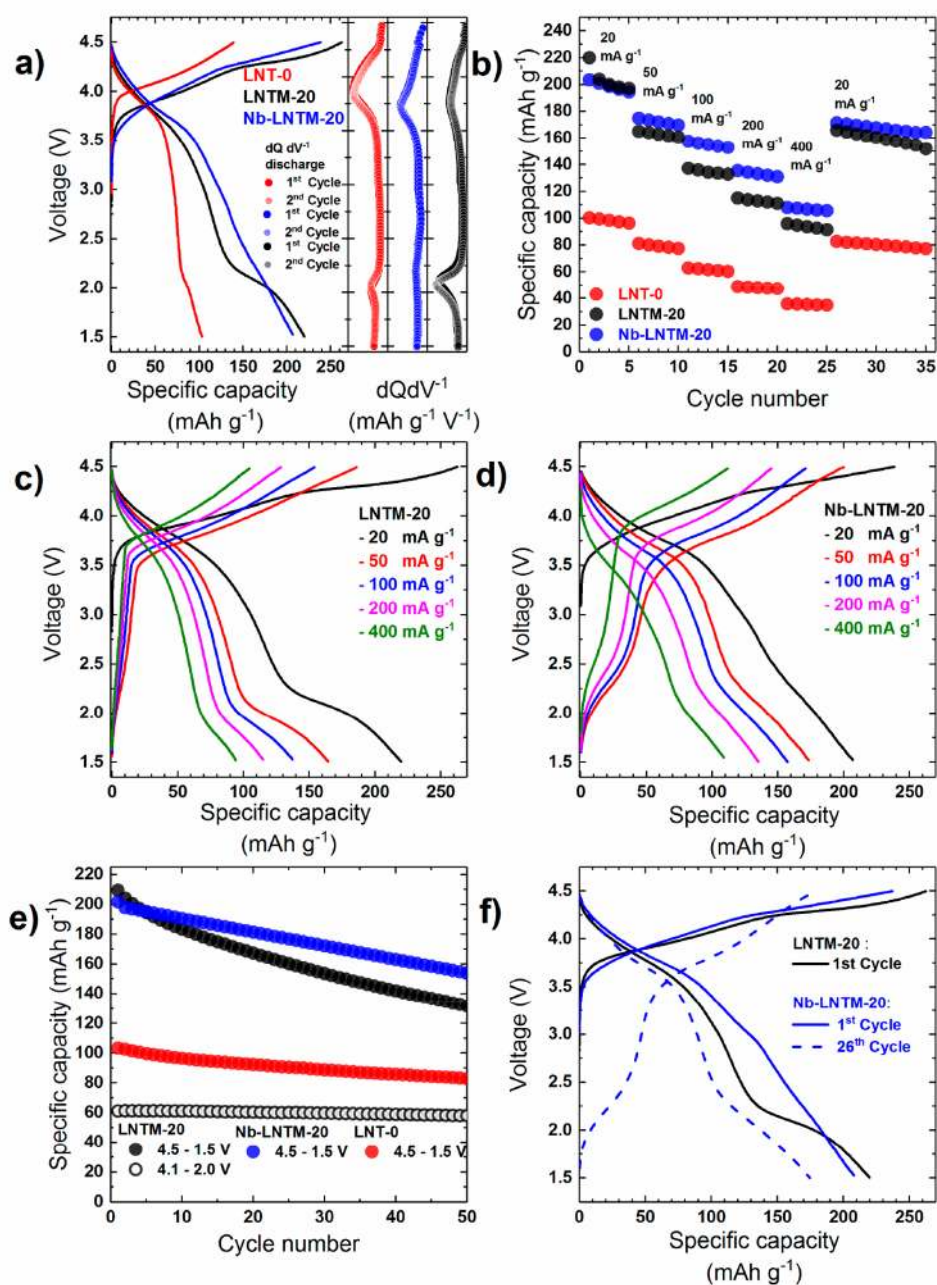 a)
4.5
4.0
3.5
3.0
2.5
2.0
1.5
Voltage (V)
LNT-0
LNTM-20
Nb-LNTM-20
dQ dV⁻¹
discharge
1ˢᵗ Cycle
2ⁿᵈ Cycle
1ˢᵗ Cycle
2ⁿᵈ Cycle
1ˢᵗ Cycle
2ⁿᵈ Cycle
0 50 100 150 200 250
Specific capacity
(mAh g⁻¹)
dQdV⁻¹
(mAh g⁻¹ V⁻¹)
b)
220
200
180
160
140
120
100
80
60
40
20
0
Specific capacity (mAh g⁻¹)
20
mA g⁻¹
50
mA g⁻¹
100
mA g⁻¹
200
mA g⁻¹
400
mA g⁻¹
20
mA g⁻¹
LNT-0
LNTM-20
Nb-LNTM-20
0 5 10 15 20 25 30 35
Cycle number
c)
4.5
4.0
3.5
3.0
2.5
2.0
1.5
Voltage (V)
LNTM-20
- 20 mA g⁻¹
- 50 mA g⁻¹
- 100 mA g⁻¹
- 200 mA g⁻¹
- 400 mA g⁻¹
0 50 100 150 200 250
Specific capacity
(mAh g⁻¹)
d)
4.5
4.0
3.5
3.0
2.5
2.0
1.5
Voltage (V)
Nb-LNTM-20
- 20 mA g⁻¹
- 50 mA g⁻¹
- 100 mA g⁻¹
- 200 mA g⁻¹
- 400 mA g⁻¹
0 50 100 150 200 250
Specific capacity
(mAh g⁻¹)
e)
220
200
180
160
140
120
100
80
60
40
20
0
Specific capacity (mAh g⁻¹)
LNTM-20 Nb-LNTM-20 LNT-0
4.5 - 1.5 V 4.5 - 1.5 V 4.5 - 1.5 V
4.1 - 2.0 V
0 10 20 30 40 50
Cycle number
f)
4.5
4.0
3.5
3.0
2.5
2.0
1.5
Voltage (V)
LNTM-20 :
1st Cycle
Nb-LNTM-20:
1ˢᵗ Cycle
26ᵗʰ Cycle
0 50 100 150 200 250
Specific capacity
(mAh g⁻¹)